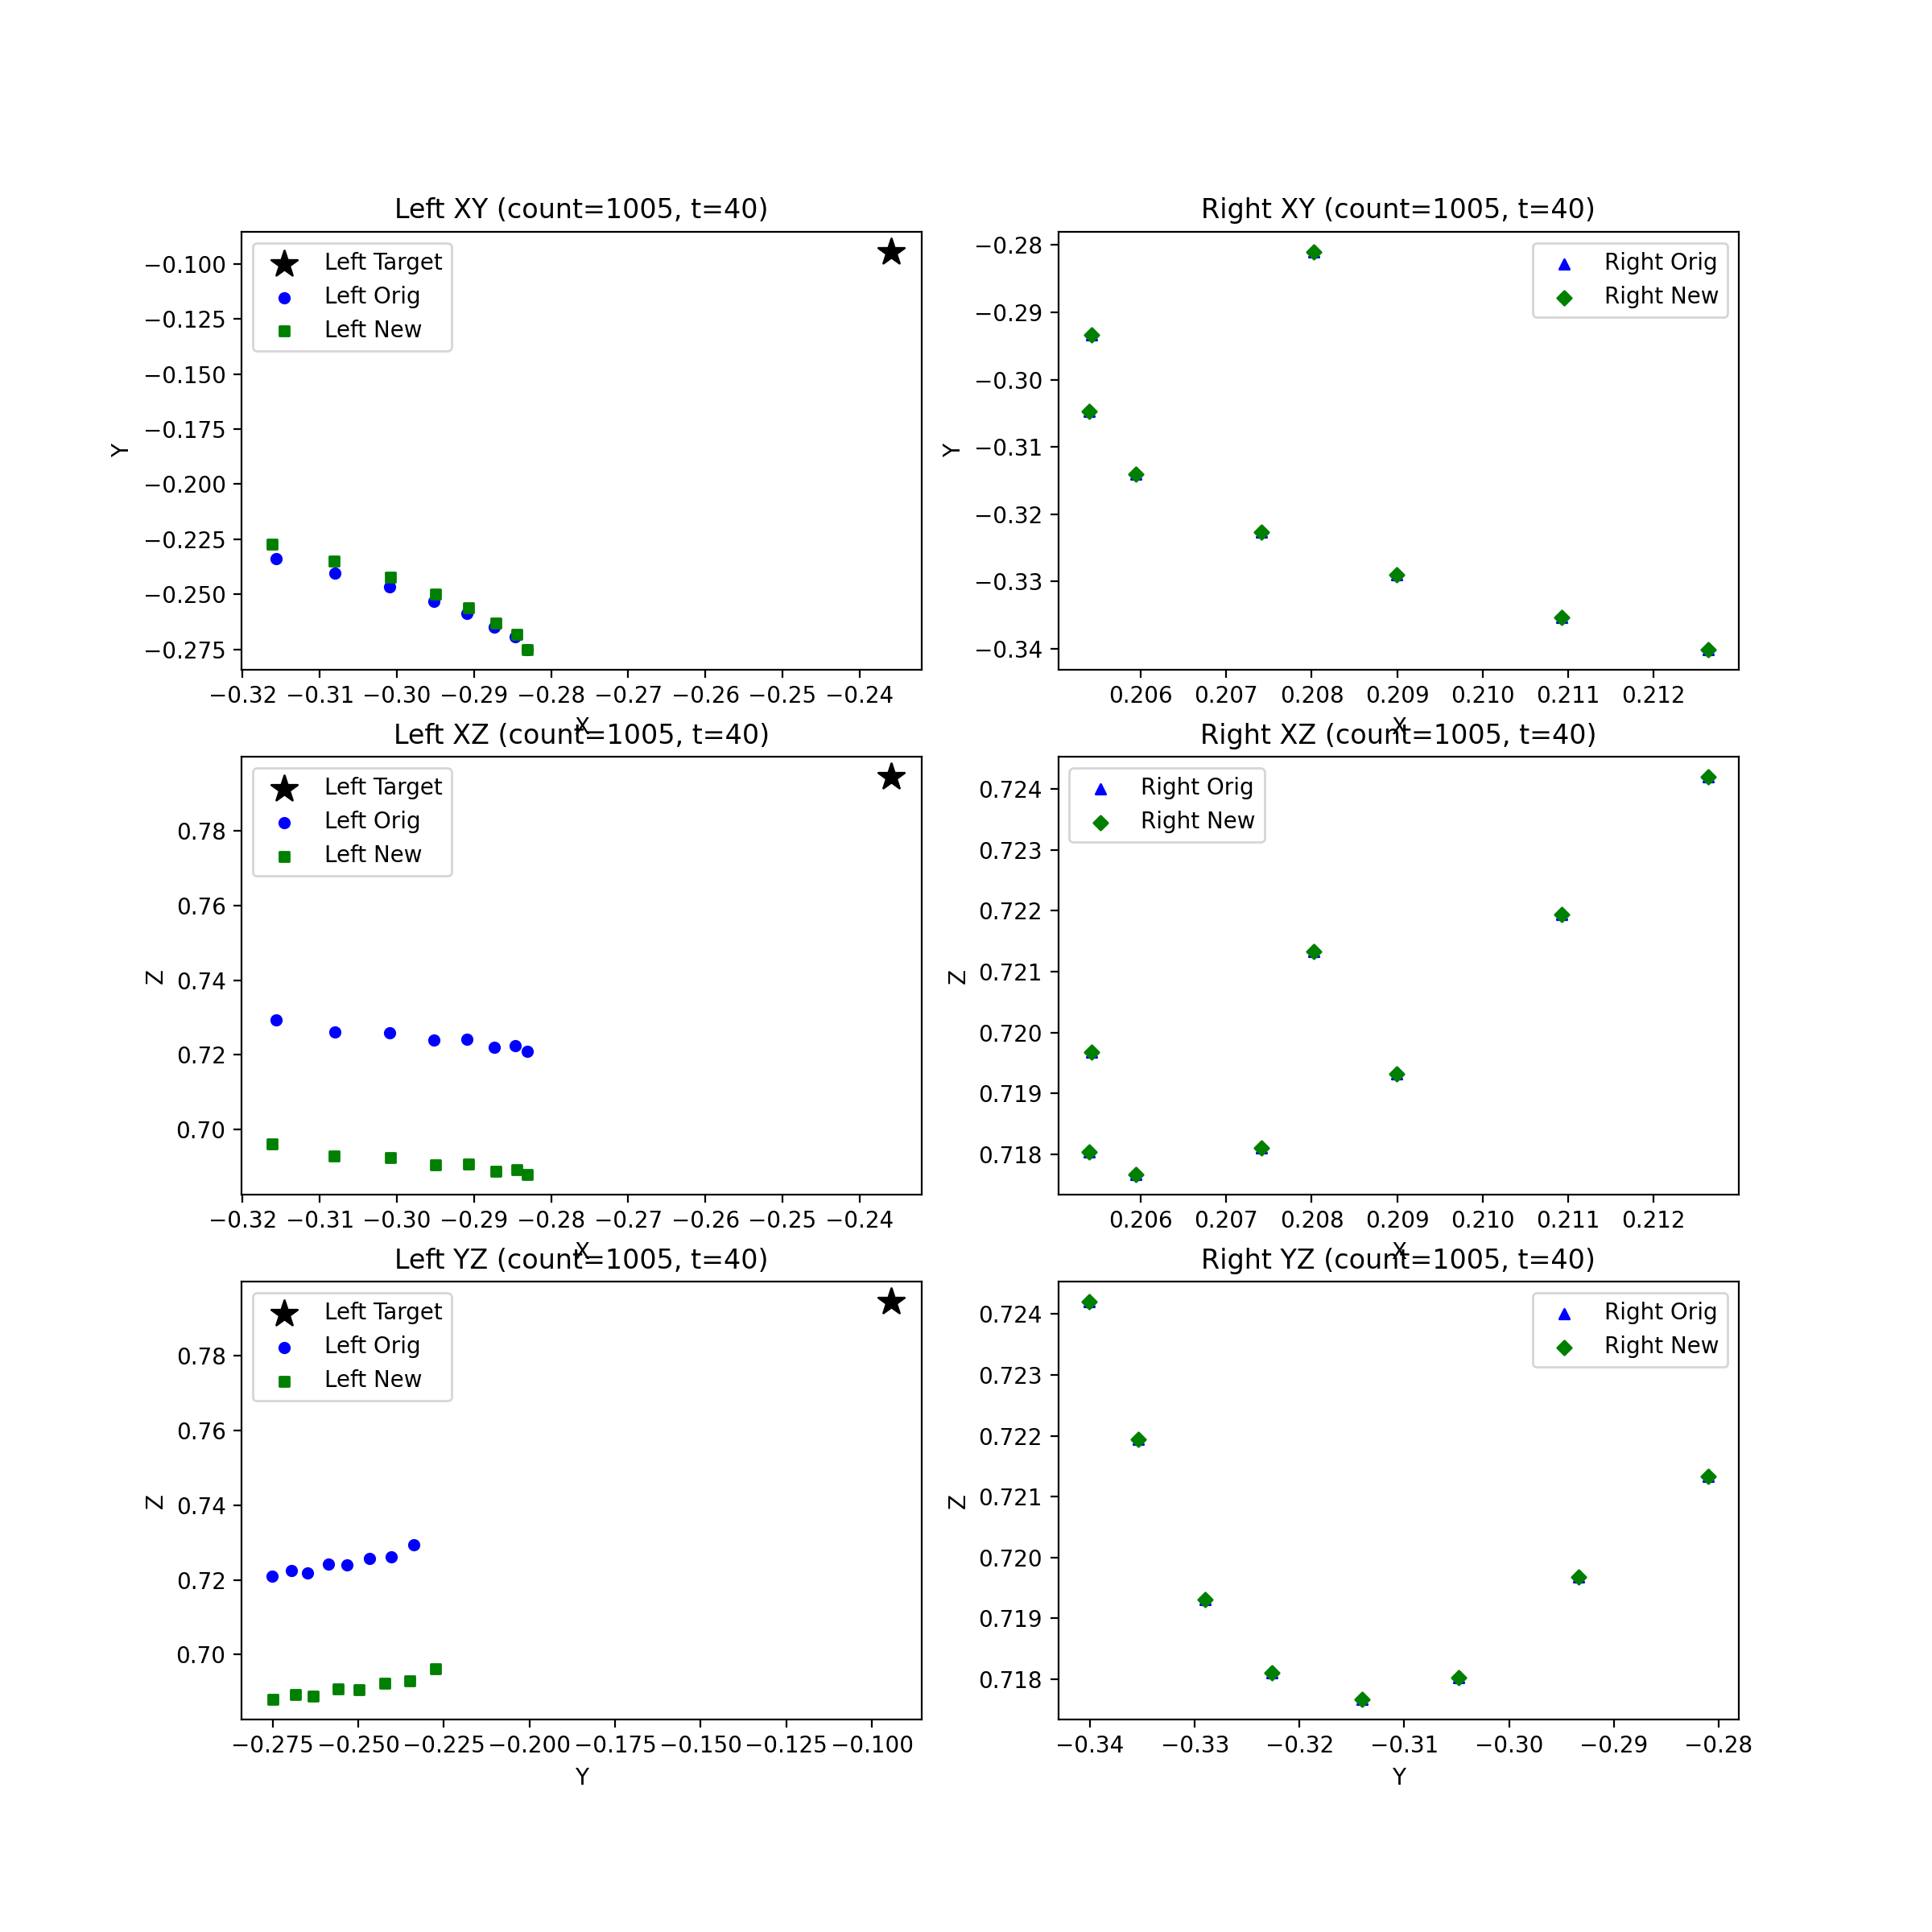 Left XY (count=1005, t=40)
Left Target
Left Orig
Left New
−0.100
−0.125
−0.150
−0.175
−0.200
−0.225
−0.250
−0.275
Y
−0.32 −0.31 −0.30 −0.29 −0.28 −0.27 −0.26 −0.25 −0.24
X
Right XY (count=1005, t=40)
Right Orig
Right New
−0.28
−0.29
−0.30
−0.31
−0.32
−0.33
−0.34
Y
0.206 0.207 0.208 0.209 0.210 0.211 0.212
X
Left XZ (count=1005, t=40)
Left Target
Left Orig
Left New
0.78
0.76
0.74
0.72
0.70
Z
−0.32 −0.31 −0.30 −0.29 −0.28 −0.27 −0.26 −0.25 −0.24
X
Right XZ (count=1005, t=40)
Right Orig
Right New
0.724
0.723
0.722
0.721
0.720
0.719
0.718
Z
0.206 0.207 0.208 0.209 0.210 0.211 0.212
X
Left YZ (count=1005, t=40)
Left Target
Left Orig
Left New
0.78
0.76
0.74
0.72
0.70
Z
−0.275 −0.250 −0.225 −0.200 −0.175 −0.150 −0.125 −0.100
Y
Right YZ (count=1005, t=40)
Right Orig
Right New
0.724
0.723
0.722
0.721
0.720
0.719
0.718
Z
−0.34 −0.33 −0.32 −0.31 −0.30 −0.29 −0.28
Y